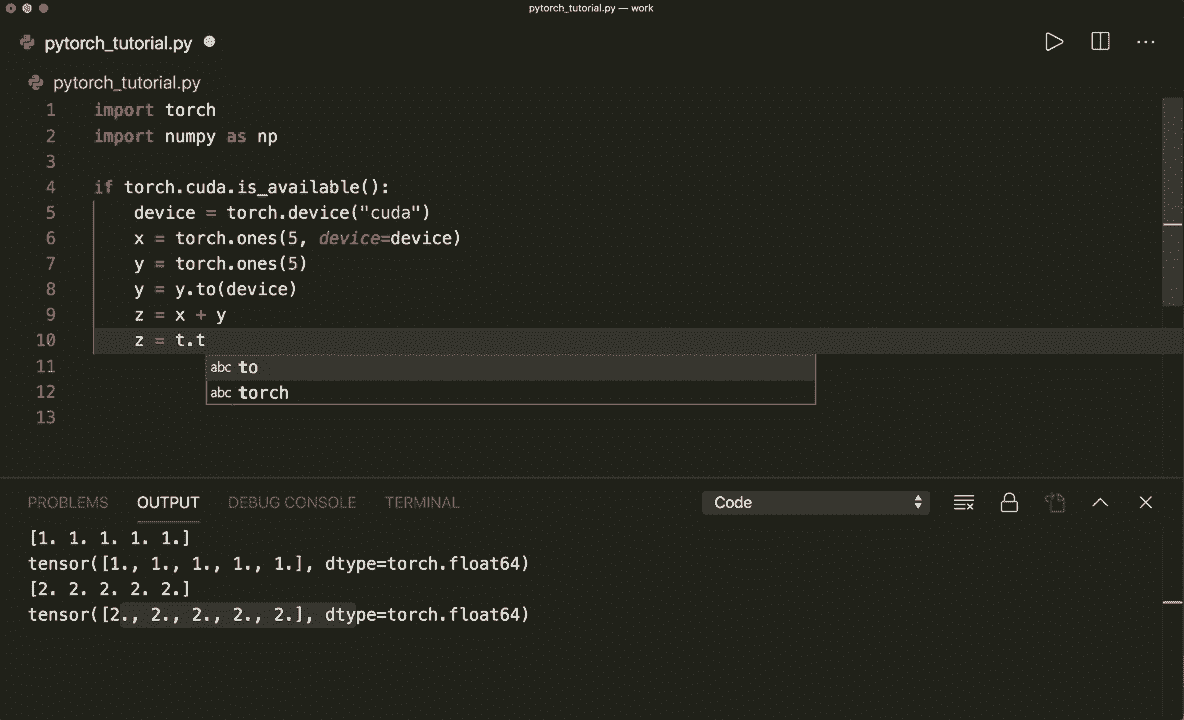 pytorch_tutorial.py — work
pytorch_tutorial.py
pytorch_tutorial.py
1 import torch
2 import numpy as np
3
4 if torch.cuda.is_available():
5 device = torch.device("cuda")
6 x = torch.ones(5, device=device)
7 y = torch.ones(5)
8 y = y.to(device)
9 z = x + y
10 z = t.t
11 abc to
12 abc torch
13
PROBLEMS OUTPUT DEBUG CONSOLE TERMINAL Code
[1. 1. 1. 1. 1.]
tensor([1., 1., 1., 1., 1.], dtype=torch.float64)
[2. 2. 2. 2. 2.]
tensor([2., 2., 2., 2., 2.], dtype=torch.float64)